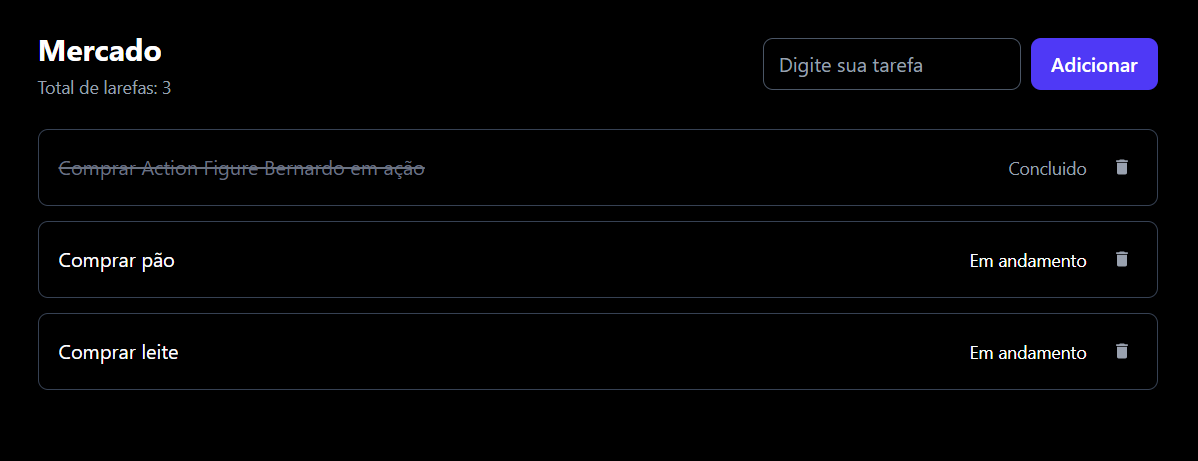 Mercado
Total de larefas: 3
Digite sua tarefa
Adicionar
Comprar Action Figure Bernardo em ação
Concluido
Comprar pão
Em andamento
Comprar leite
Em andamento